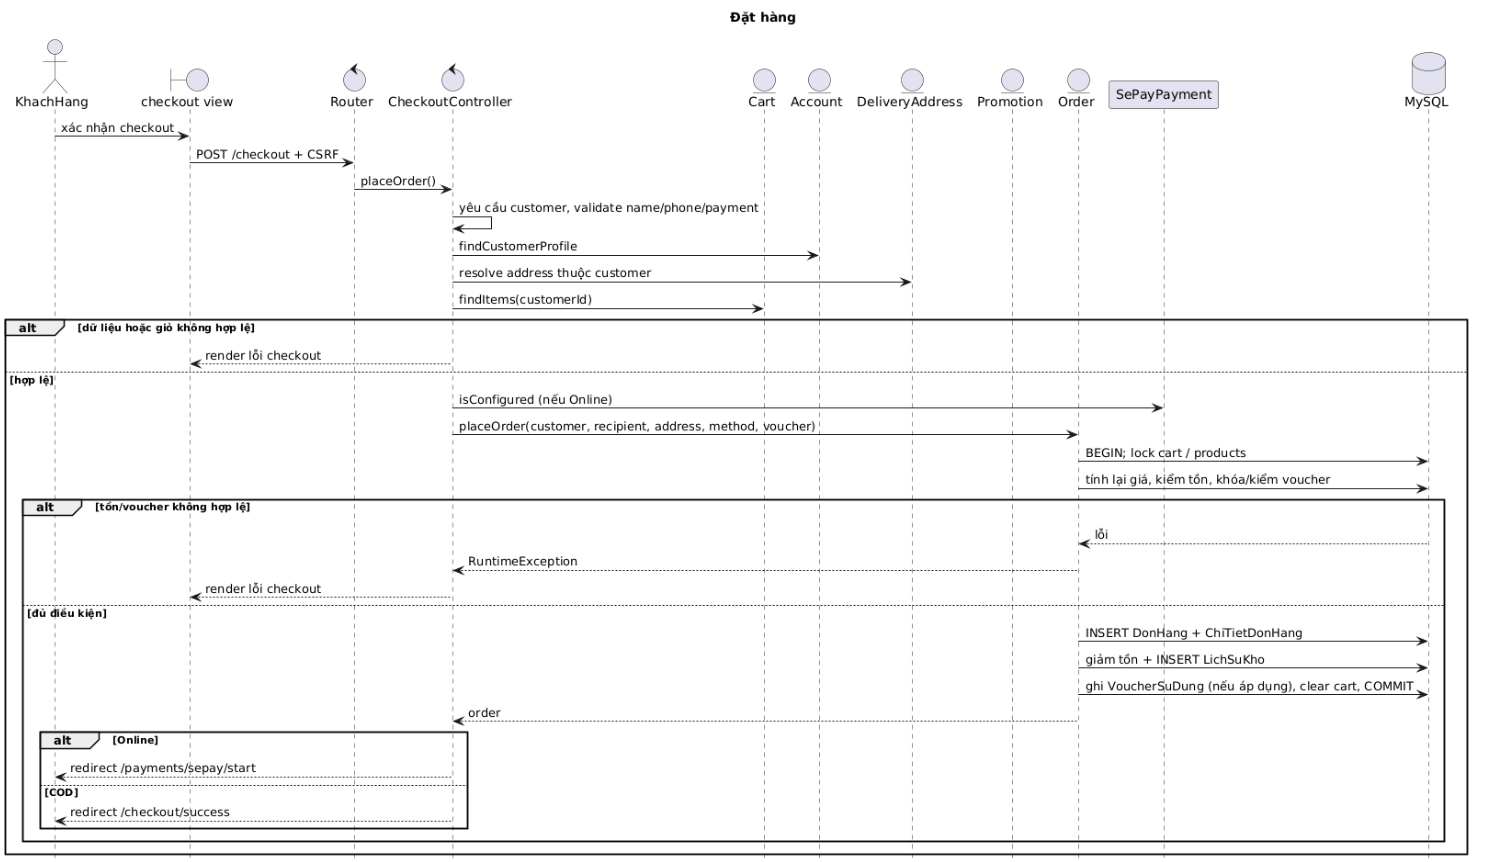 Đặt hàng
KhachHang
checkout view
Router
CheckoutController
Cart
Account
DeliveryAddress
Promotion
Order
SePayPayment
MySQL
xác nhận checkout
POST /checkout + CSRF
placeOrder()
yêu cầu customer, validate name/phone/payment
findCustomerProfile
resolve address thuộc customer
findItems(customerId)
alt [dữ liệu hoặc giỏ không hợp lệ]
render lỗi checkout
[hợp lệ]
isConfigured (nếu Online)
placeOrder(customer, recipient, address, method, voucher)
BEGIN; lock cart / products
tính lại giá, kiểm tồn, khóa/kiểm voucher
alt [tồn/voucher không hợp lệ]
lỗi
RuntimeException
render lỗi checkout
[đủ điều kiện]
INSERT DonHang + ChiTietDonHang
giảm tồn + INSERT LichSuKho
ghi VoucherSuDung (nếu áp dụng), clear cart, COMMIT
order
alt [Online]
redirect /payments/sepay/start
[COD]
redirect /checkout/success